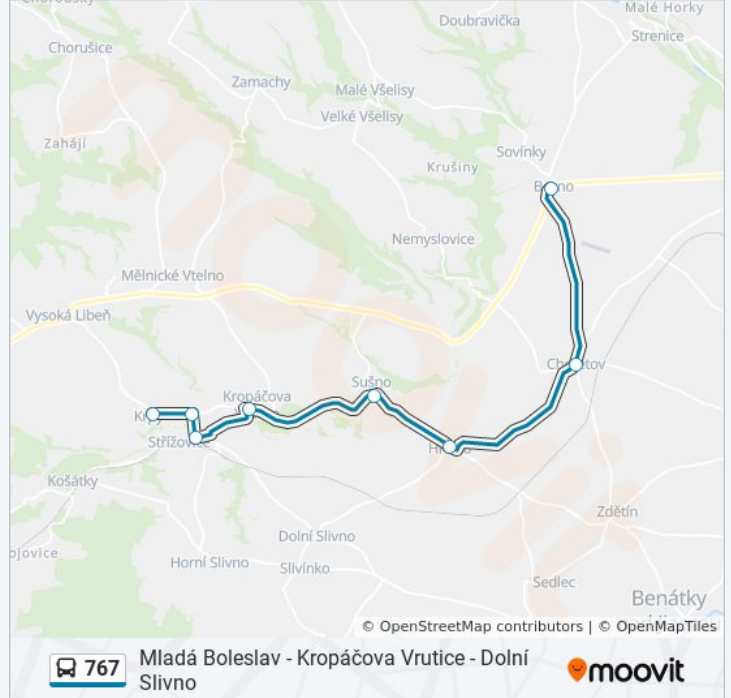 Doubravička
Malé Horky
Strenice
Chorušice
Zamachy
Malé Všelisy
Velké Všelisy
Zahájí
Sovínky
Krušiny
Nemyslovice
Mělnické Vtelno
Vysoká Libeň
Sušno
Kropáčova
Střížovice
Košátky
Zdětín
Dolní Slivno
Horní Slivno
Slivínko
Sedlec
Benátky
© OpenStreetMap contributors | © OpenMapTiles
767
Mladá Boleslav - Kropáčova Vrutice - Dolní
Slivno
moovit